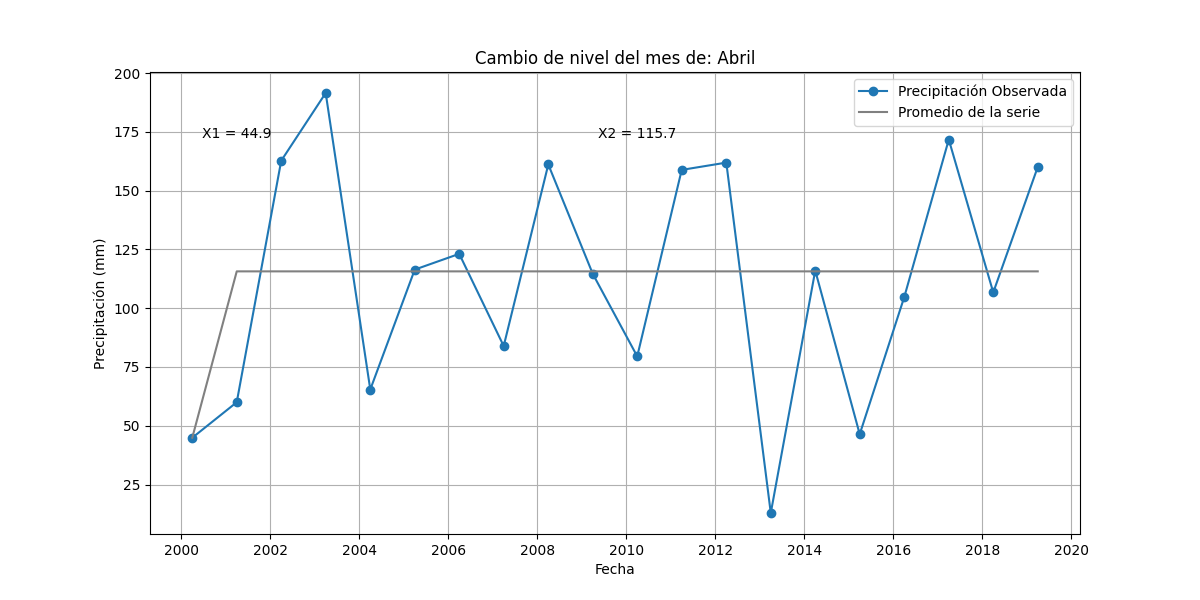 Cambio de nivel del mes de: Abril
Precipitación Observada
Promedio de la serie
X1 = 44.9
X2 = 115.7
Precipitación (mm)
200
175
150
125
100
75
50
25
2000 2002 2004 2006 2008 2010 2012 2014 2016 2018 2020
Fecha